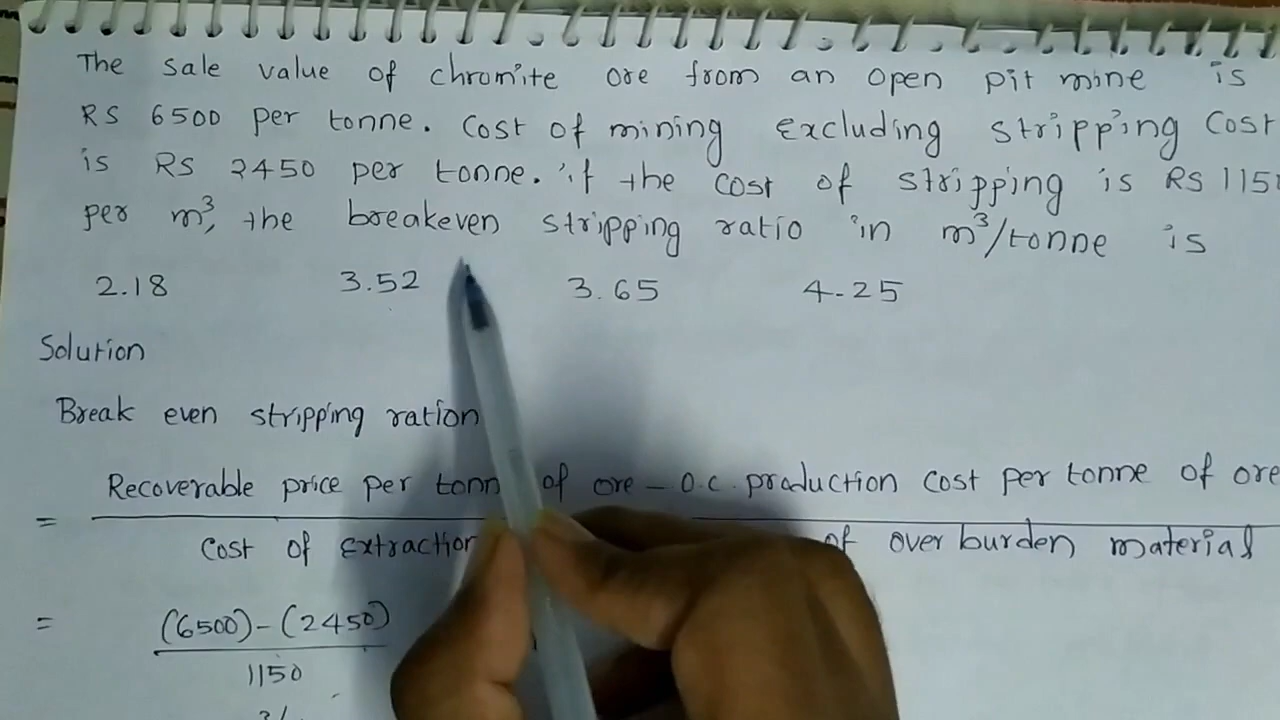 The sale value of chromite ore from an open pit mine is
RS 6500 per tonne. Cost of mining excluding stripping cost
is RS 2450 per tonne. if the cost of stripping is RS 115
per m³, the breakeven stripping ratio in m³/tonne is
2.18 3.52 3.65 4.25
Solution
Break even stripping ration
Recoverable price per tonn of ore - O.C. production cost per tonne of ore
= cost of extraction of over burden material
= (6500)-(2450)
1150